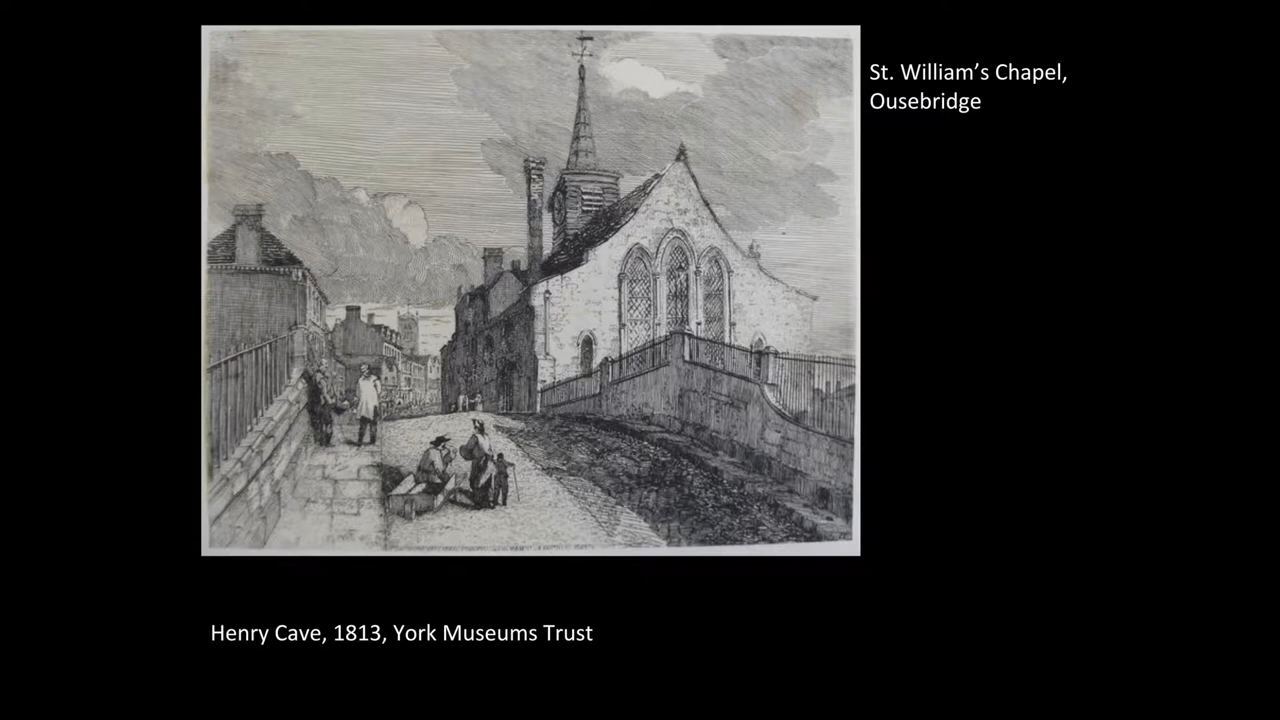 St. William’s Chapel,
Ousebridge
Henry Cave, 1813, York Museums Trust